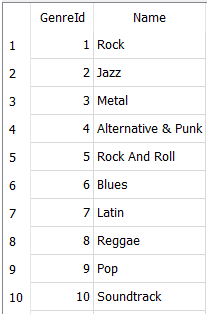 GenreId Name
1 1 Rock
2 2 Jazz
3 3 Metal
4 4 Alternative & Punk
5 5 Rock And Roll
6 6 Blues
7 7 Latin
8 8 Reggae
9 9 Pop
10 10 Soundtrack